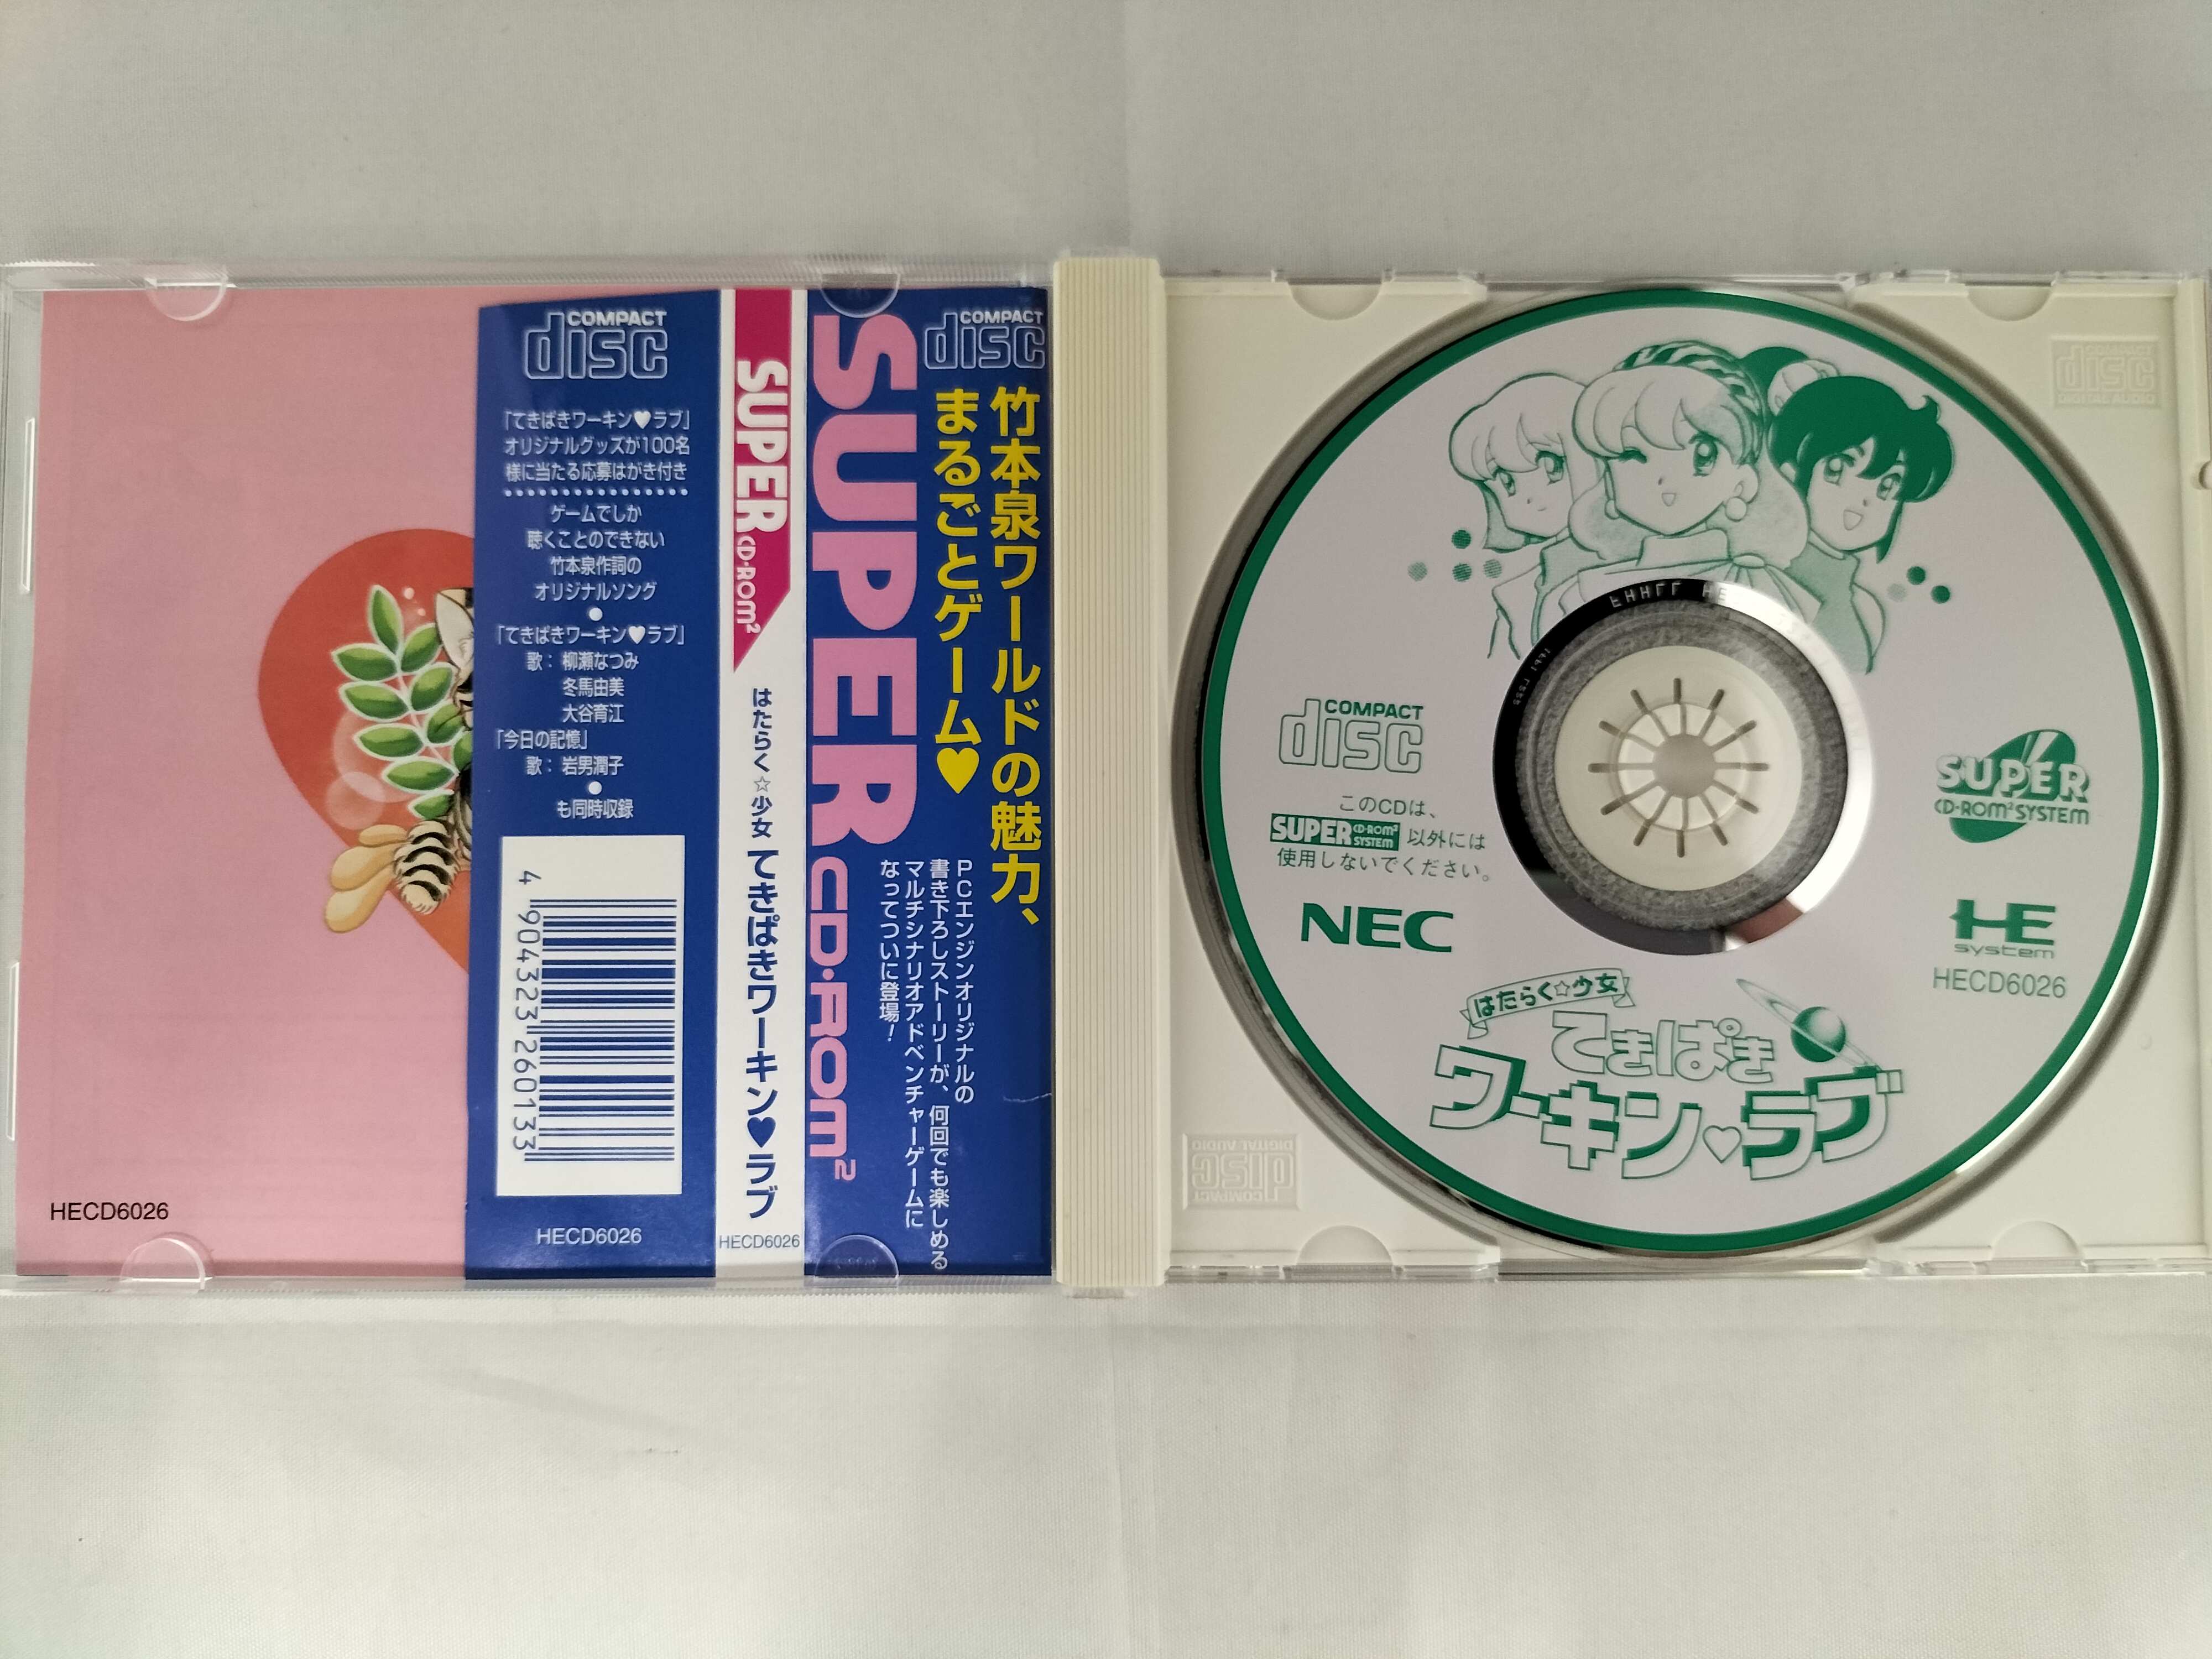 COMPACT
disc
「てきぱきワーキン♥ラブ」
オリジナルグッズが100名
様に当たる応募はがき付き
ゲームでしか
聴くことのできない
竹本泉作詞の
オリジナルソング
●
「てきぱきワーキン♥ラブ」
歌：柳瀬なつみ
冬馬由美
大谷育江
「今日の記憶」
歌：岩男潤子
●
も同時収録
4 904323 260133
HECD6026
HECD6026
SUPER CD·ROM²
はたらく☆少女 てきぱきワーキン♥ラブ
HECD6026
SUPER CD·ROM²
COMPACT
disc
竹本泉ワールドの魅力、
まるごとゲーム♥
PCエンジンオリジナルの
書き下ろしストーリーが、何回でも楽しめる
マルチシナリオアドベンチャーゲームに
なってついに登場！
COMPACT
disc
DIGITAL AUDIO
COMPACT
disc
このCDは、
SUPER CD-ROM² SYSTEM 以外には
使用しないでください。
NEC
SUPER
CD-ROM² SYSTEM
HE
system
HECD6026
はたらく☆少女
てきぱき
ワーキン♡ラブ
COMPACT
disc
DIGITAL AUDIO